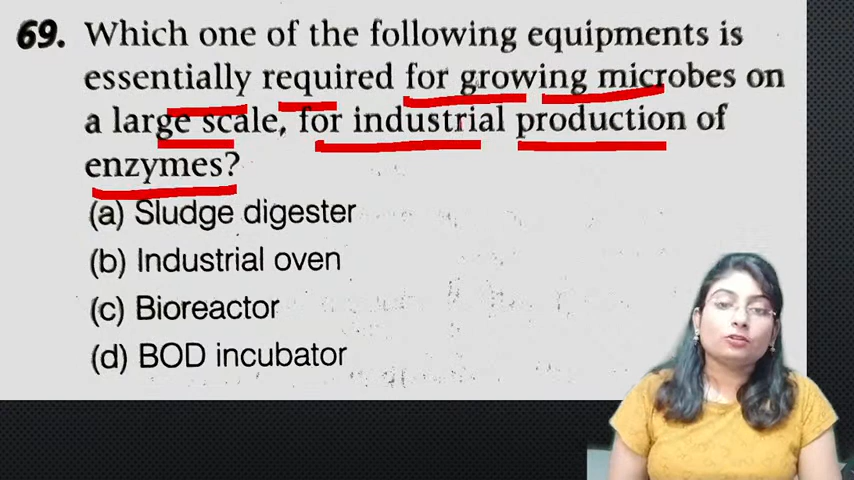 69. Which one of the following equipments is
essentially required for growing microbes on
a large scale, for industrial production of
enzymes?
(a) Sludge digester
(b) Industrial oven
(c) Bioreactor
(d) BOD incubator